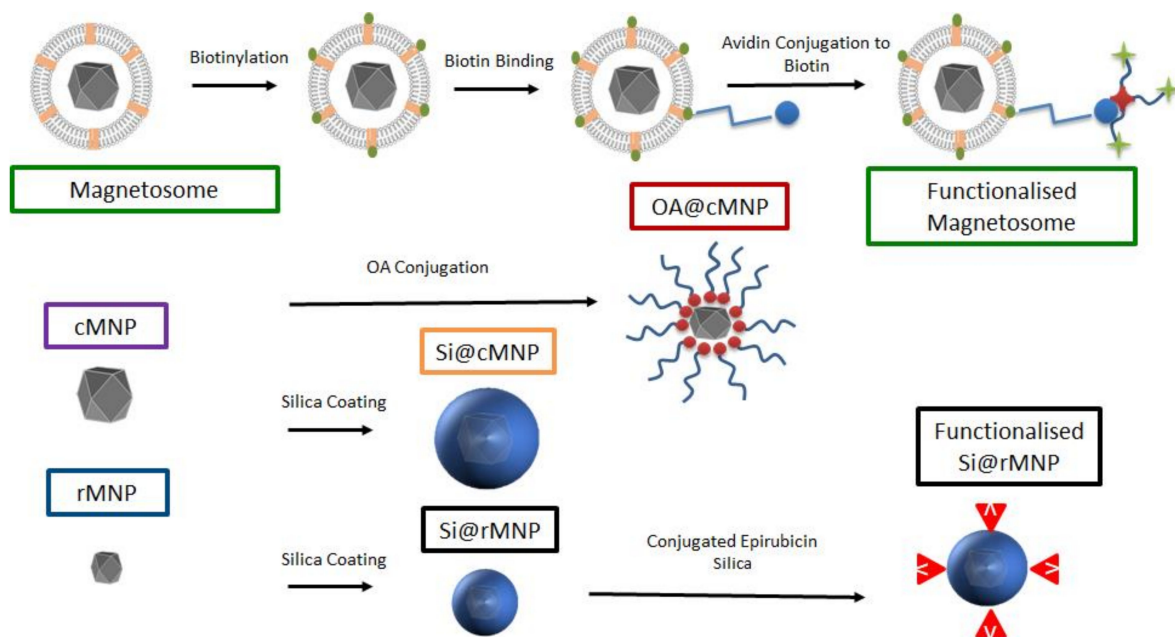 Biotinylation
Biotin Binding
Avidin Conjugation to
Biotin
Magnetosome
Functionalised
Magnetosome
OA@cMNP
OA Conjugation
cMNP
Si@cMNP
Silica Coating
rMNP
Si@rMNP
Silica Coating
Conjugated Epirubicin
Silica
Functionalised
Si@rMNP